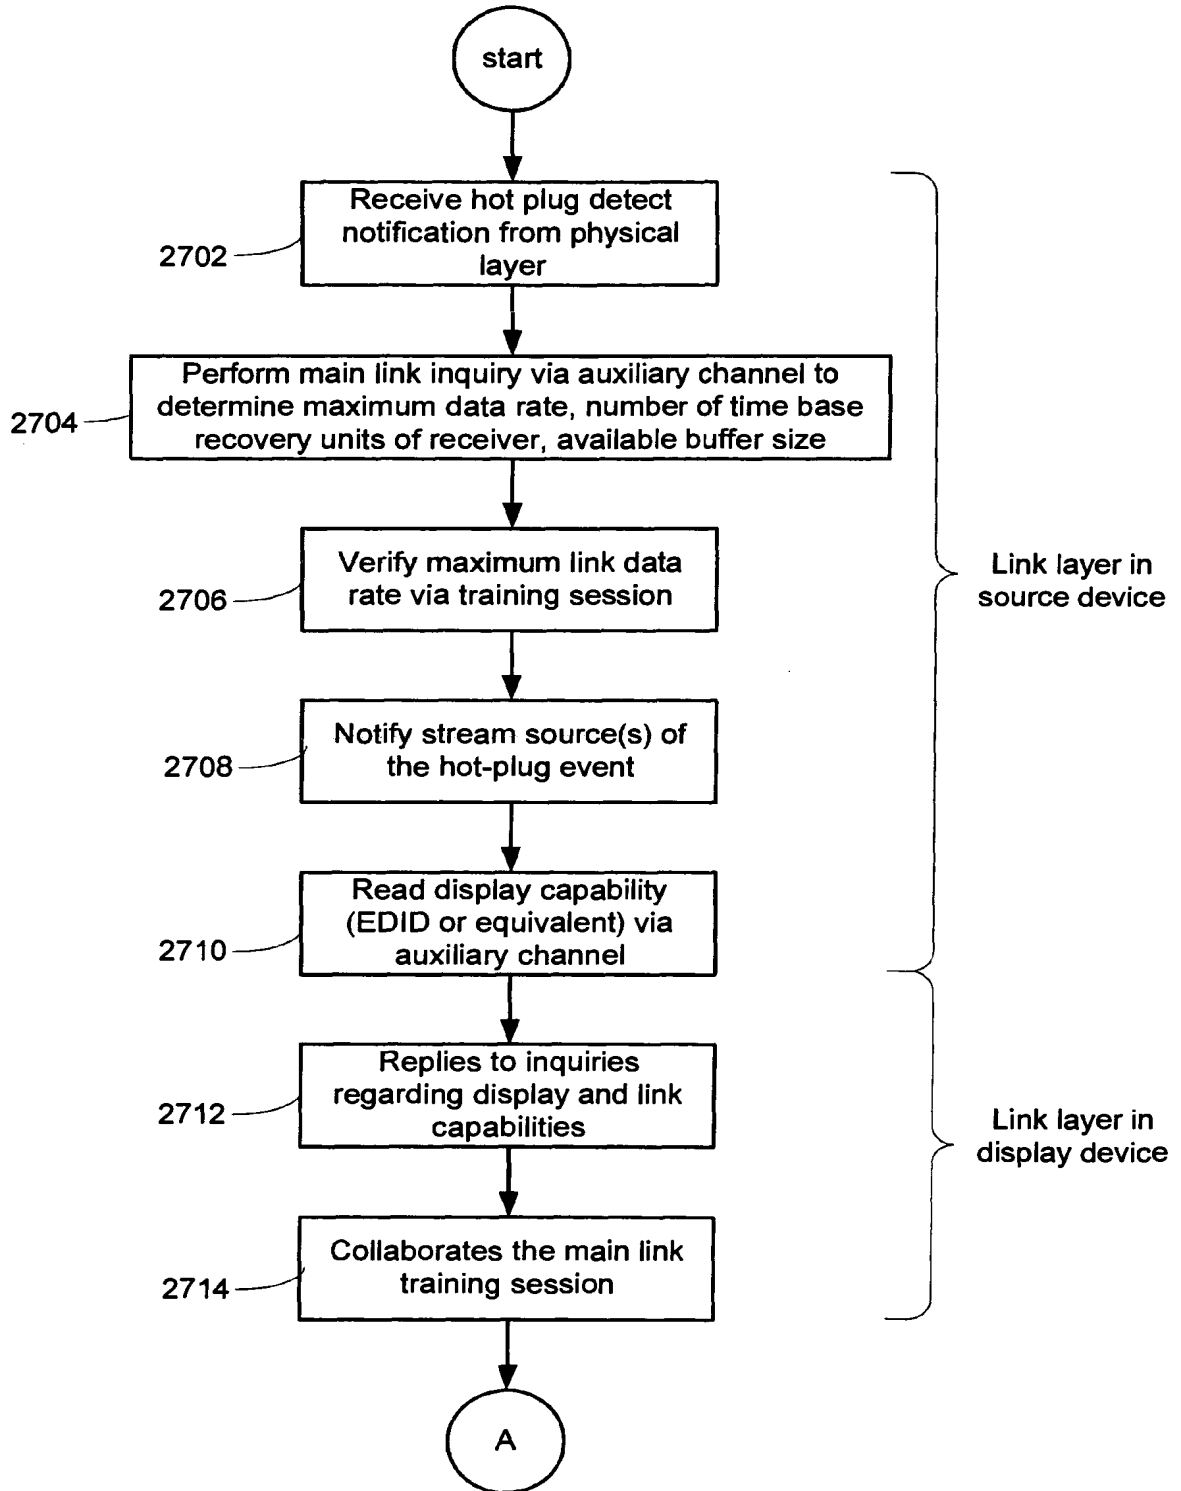 start
Receive hot plug detect
notification from physical
layer
2702
Perform main link inquiry via auxiliary channel to
determine maximum data rate, number of time base
recovery units of receiver, available buffer size
2704
Verify maximum link data
rate via training session
2706
Link layer in
source device
Notify stream source(s) of
the hot-plug event
2708
Read display capability
(EDID or equivalent) via
auxiliary channel
2710
Replies to inquiries
regarding display and link
capabilities
2712
Link layer in
display device
Collaborates the main link
training session
2714
A